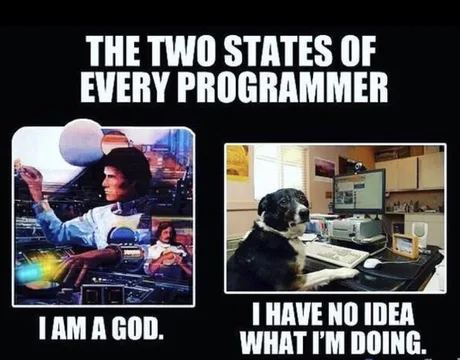 THE TWO STATES OF
EVERY PROGRAMMER
I AM A GOD.
I HAVE NO IDEA
WHAT I'M DOING.